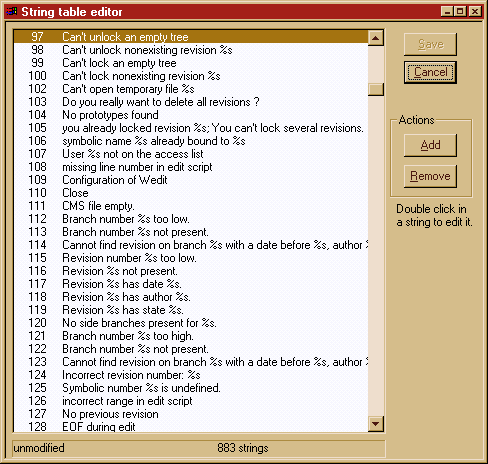 String table editor
97 Can't unlock an empty tree
98 Can't unlock nonexisting revision %s
99 Can't lock an empty tree
100 Can't lock nonexisting revision %s
102 Can't open temporary file %s
103 Do you really want to delete all revisions ?
104 No prototypes found
105 you already locked revision %s; You can't lock several revisions.
106 symbolic name %s already bound to %s
107 User %s not on the access list
108 missing line number in edit script
109 Configuration of Wedit
110 Close
111 CMS file empty.
112 Branch number %s too low.
113 Branch number %s not present.
114 Cannot find revision on branch %s with a date before %s, author %
115 Revision number %s too low.
116 Revision %s not present.
117 Revision %s has date %s.
118 Revision %s has author %s.
119 Revision %s has state %s.
120 No side branches present for %s.
121 Branch number %s too high.
122 Branch number %s not present.
123 Cannot find revision on branch %s with a date before %s, author %
124 Incorrect revision number: %s
125 Symbolic number %s is undefined.
126 incorrect range in edit script
127 No previous revision
128 EOF during edit
unmodified 883 strings
Save
Cancel
Actions
Add
Remove
Double click in
a string to edit it.